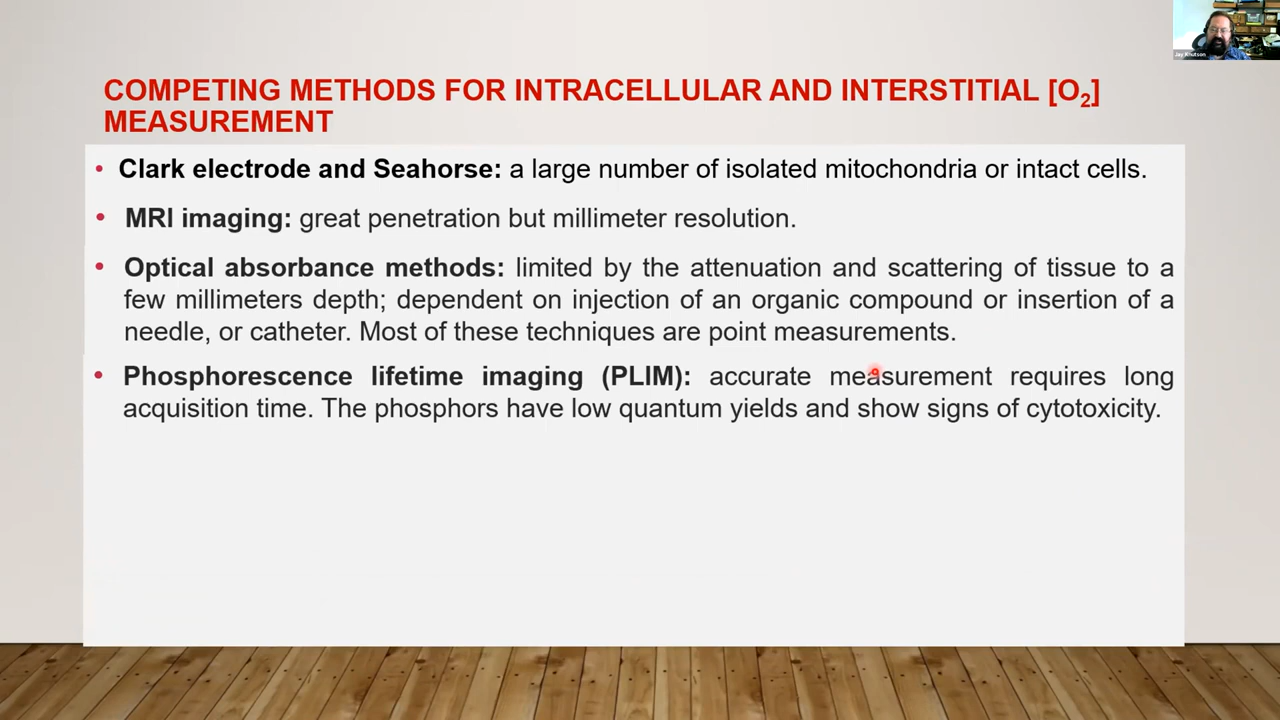 Jay Knutson
COMPETING METHODS FOR INTRACELLULAR AND INTERSTITIAL [O₂]
MEASUREMENT
• Clark electrode and Seahorse: a large number of isolated mitochondria or intact cells.
• MRI imaging: great penetration but millimeter resolution.
• Optical absorbance methods: limited by the attenuation and scattering of tissue to a
few millimeters depth; dependent on injection of an organic compound or insertion of a
needle, or catheter. Most of these techniques are point measurements.
• Phosphorescence lifetime imaging (PLIM): accurate measurement requires long
acquisition time. The phosphors have low quantum yields and show signs of cytotoxicity.